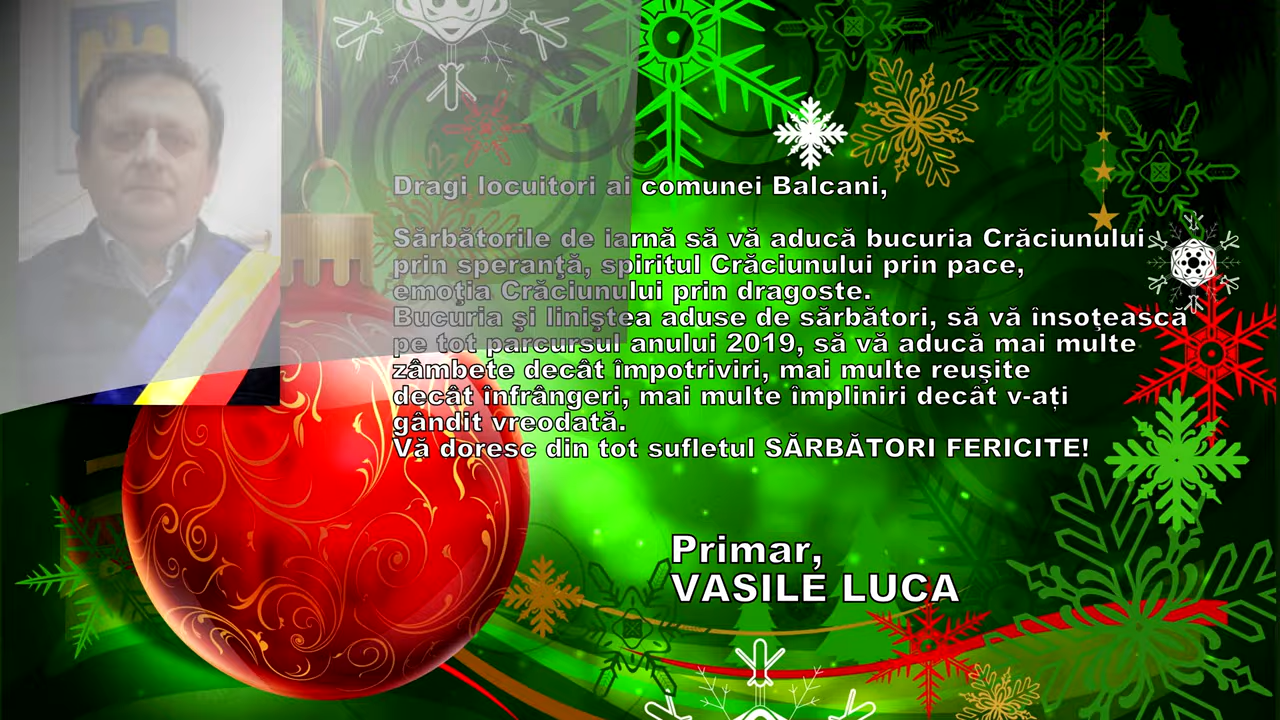 Dragi locuitori ai comunei Balcani,
Sărbătorile de iarnă să vă aducă bucuria Crăciunului
prin speranţă, spiritul Crăciunului prin pace,
emoţia Crăciunului prin dragoste.
Bucuria şi liniştea aduse de sărbători, să vă însoţească
pe tot parcursul anului 2019, să vă aducă mai multe
zâmbete decât împotriviri, mai multe reuşite
decât înfrângeri, mai multe împliniri decât v-aţi
gândit vreodată.
Vă doresc din tot sufletul SĂRBĂTORI FERICITE!
Primar,
VASILE LUCA